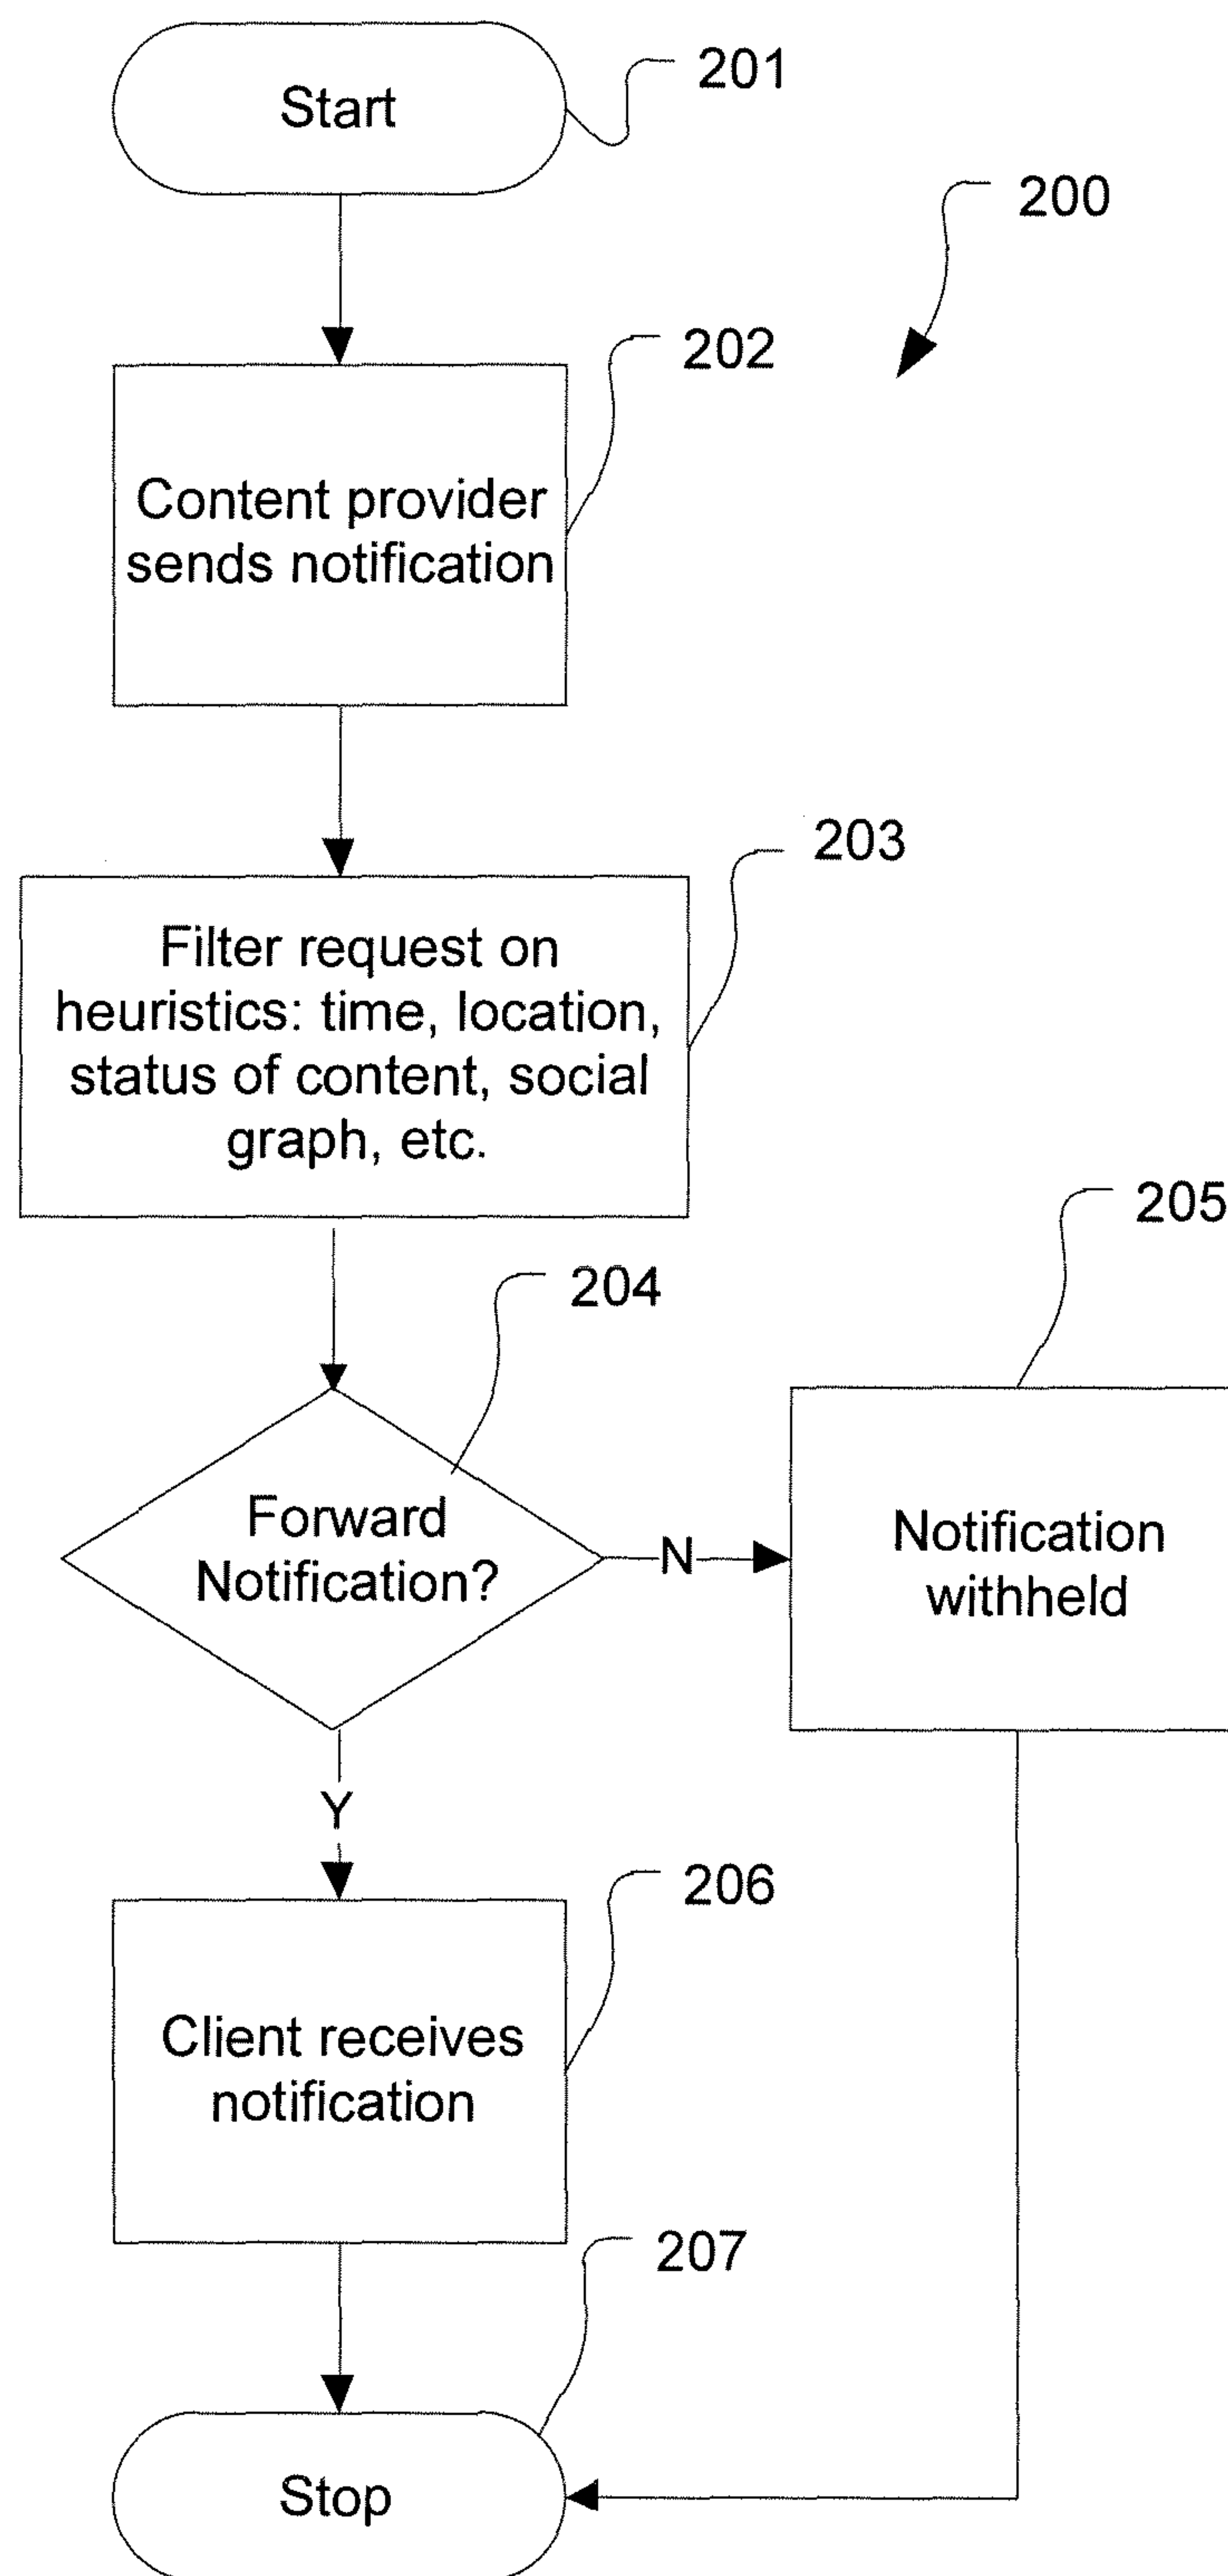 Start
201
200
202
Content provider
sends notification
203
Filter request on
heuristics: time, location,
status of content, social
graph, etc.
204
205
Forward
Notification?
N
Notification
withheld
Y
206
Client receives
notification
207
Stop